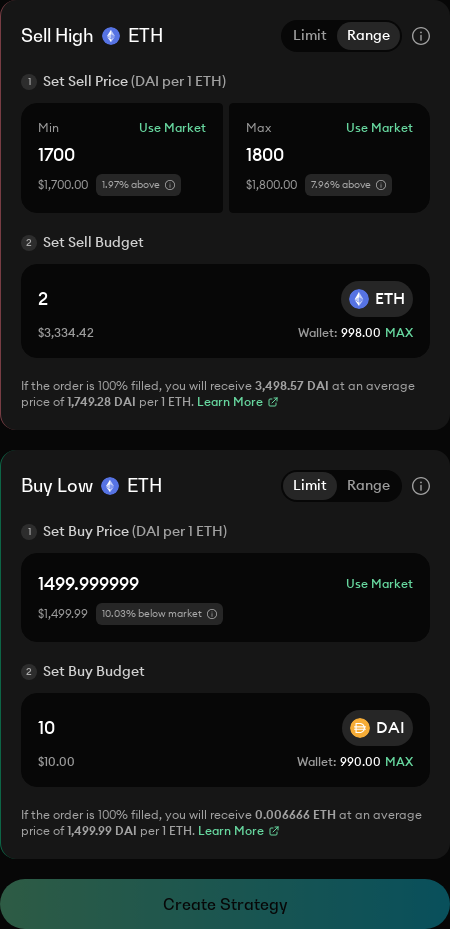 Sell High ETH Limit Range
1 Set Sell Price (DAI per 1 ETH)
Min Use Market
1700
$1,700.00 1.97% above
Max Use Market
1800
$1,800.00 7.96% above
2 Set Sell Budget
2 ETH
$3,334.42 Wallet: 998.00 MAX
If the order is 100% filled, you will receive 3,498.57 DAI at an average
price of 1,749.28 DAI per 1 ETH. Learn More
Buy Low ETH Limit Range
1 Set Buy Price (DAI per 1 ETH)
1499.999999 Use Market
$1,499.99 10.03% below market
2 Set Buy Budget
10 DAI
$10.00 Wallet: 990.00 MAX
If the order is 100% filled, you will receive 0.006666 ETH at an average
price of 1,499.99 DAI per 1 ETH. Learn More
Create Strategy